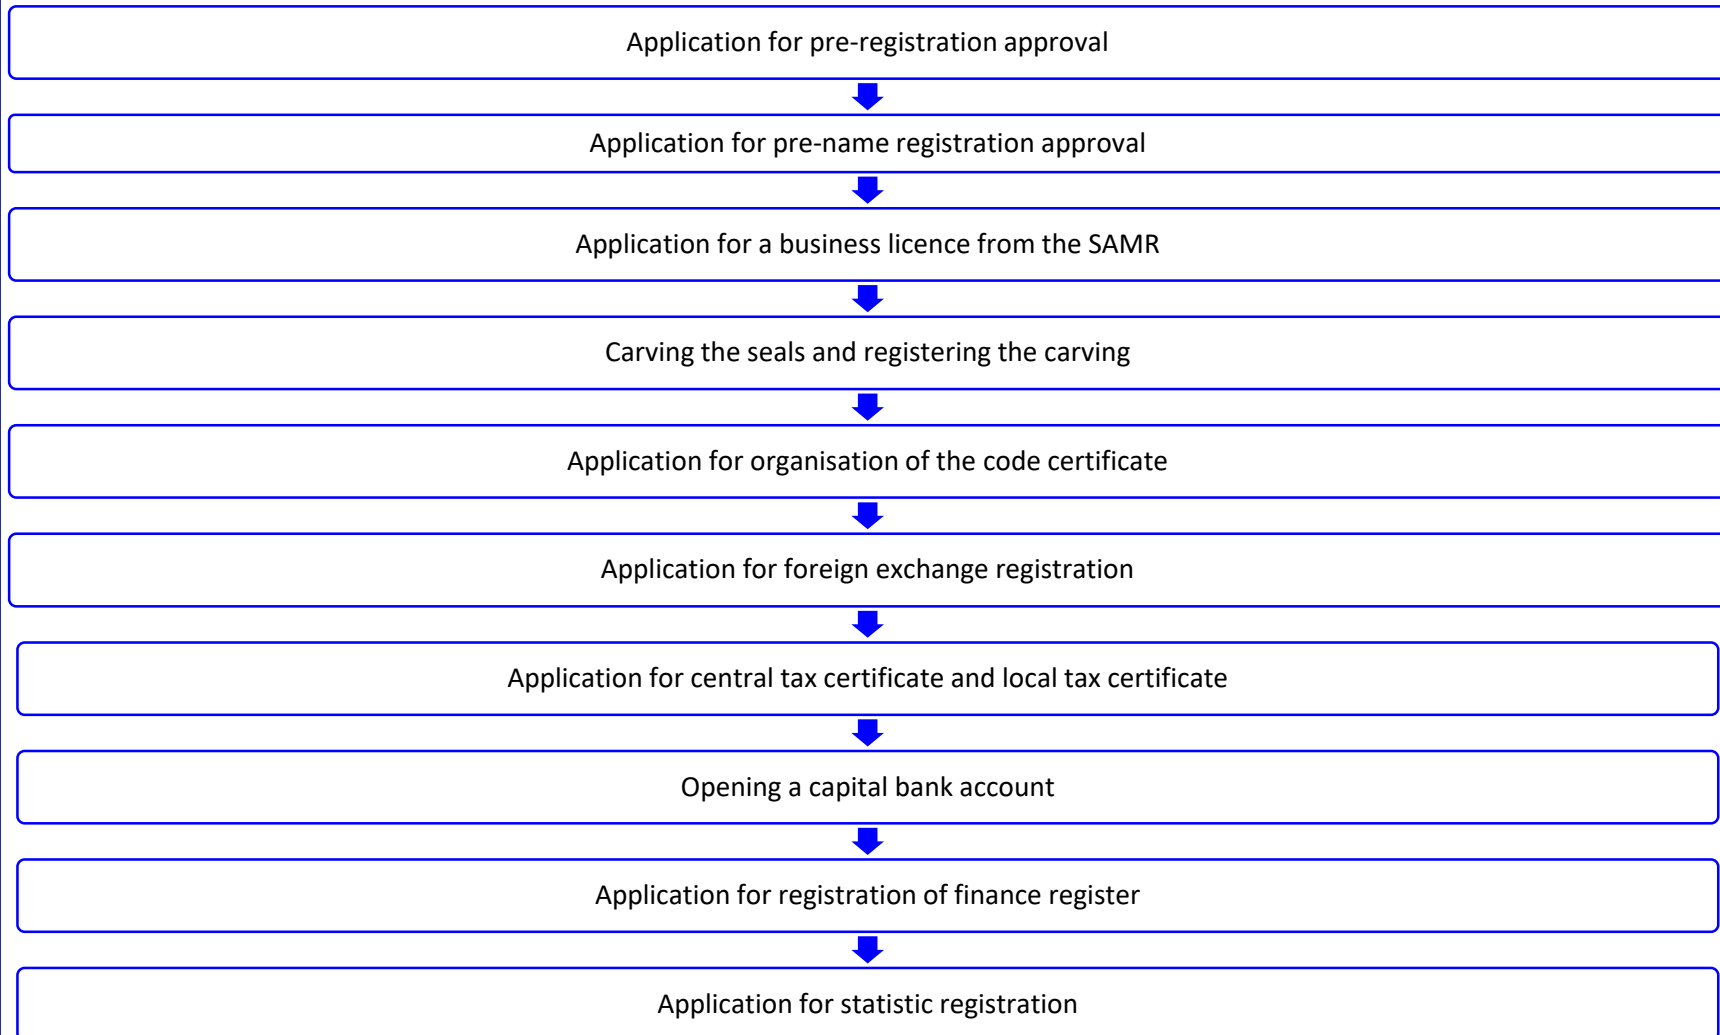 Application for pre-registration approval
Application for pre-name registration approval
Application for a business licence from the SAMR
Carving the seals and registering the carving
Application for organisation of the code certificate
Application for foreign exchange registration
Application for central tax certificate and local tax certificate
Opening a capital bank account
Application for registration of finance register
Application for statistic registration